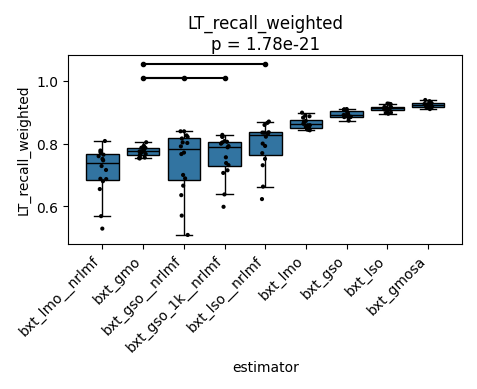 LT_recall_weighted
p = 1.78e-21
LT_recall_weighted
1.0
0.8
0.6
bxt_lmo__nrlmf
bxt_gmo
bxt_gso__nrlmf
bxt_gso_1k__nrlmf
bxt_lso__nrlmf
bxt_lmo
bxt_gso
bxt_lso
bxt_gmosa
estimator